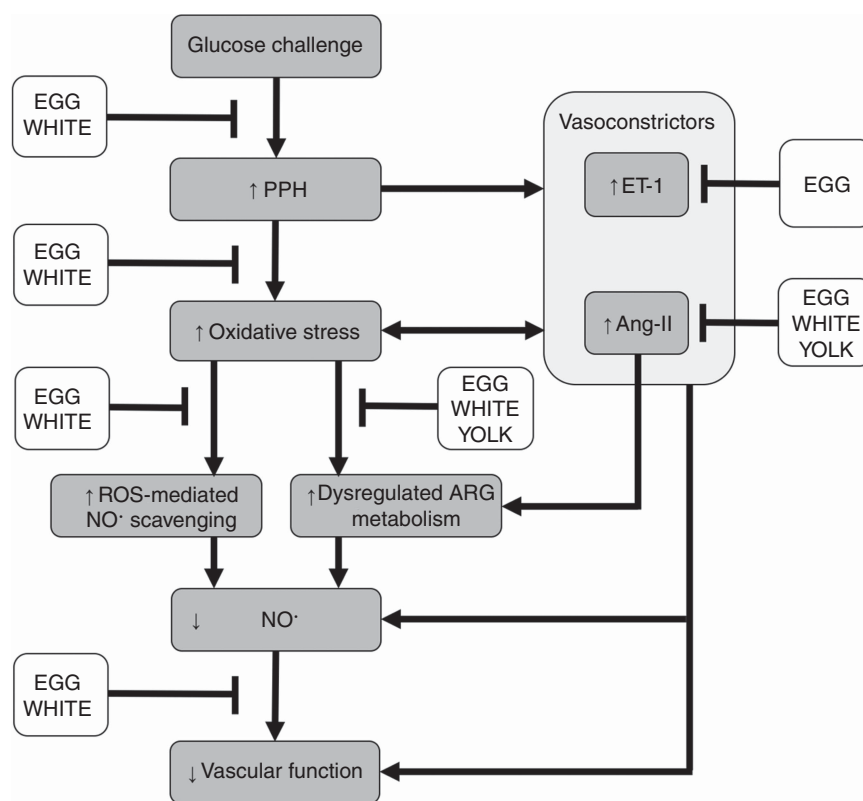 Glucose challenge
EGG
WHITE
Vasoconstrictors
↑ PPH
↑ ET-1
EGG
EGG
WHITE
↑ Oxidative stress
↑ Ang-II
EGG
WHITE
YOLK
EGG
WHITE
EGG
WHITE
YOLK
↑ ROS-mediated
NO· scavenging
↑ Dysregulated ARG
metabolism
↓ NO·
EGG
WHITE
↓ Vascular function